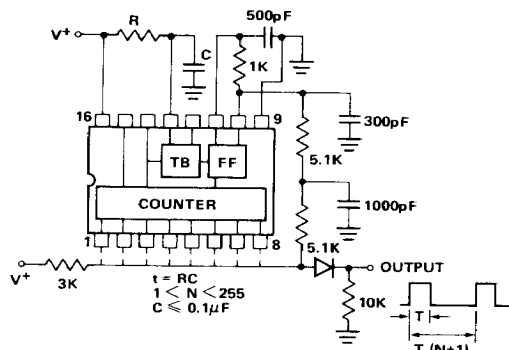 500pF
V+
R
C
1K
16
9
300pF
TB
FF
5.1K
COUNTER
1000pF
1
8
5.1K
V+
3K
t = RC
1 < N < 255
C ≤ 0.1μF
OUTPUT
10K
T
T (N+1)